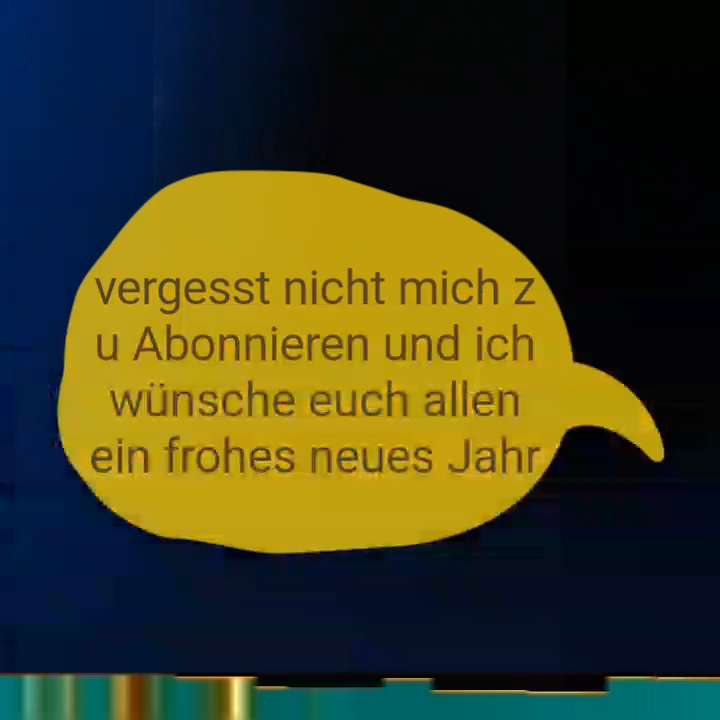 vergesst nicht mich z
u Abonnieren und ich
wünsche euch allen
ein frohes neues Jahr